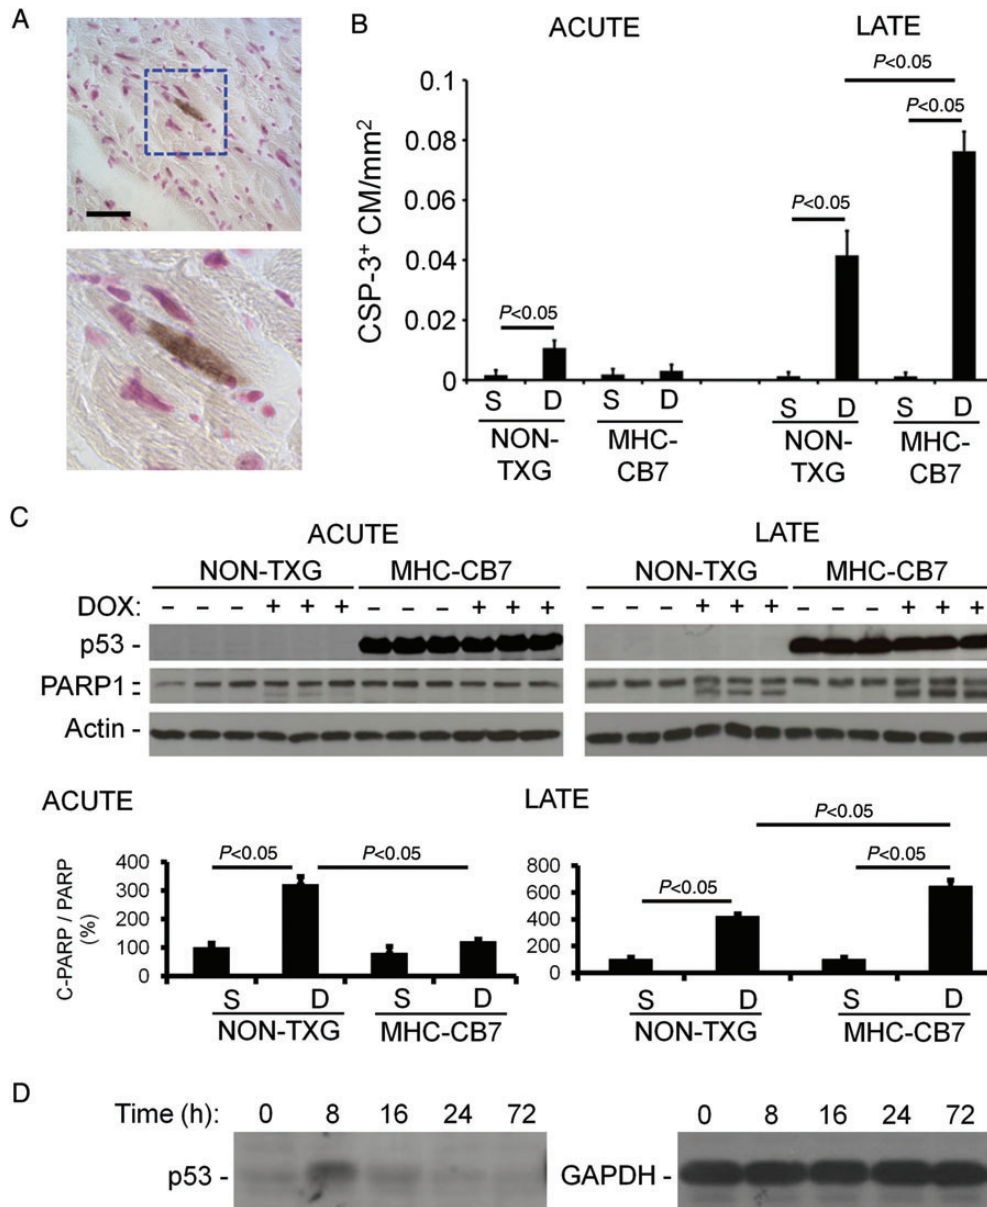 A
B
ACUTE LATE
P<0.05
P<0.05
P<0.05
P<0.05
CSP-3+ CM/mm2
0.1
0.08
0.06
0.04
0.02
0
S D S D S D S D
NON-TXG MHC-CB7 NON-TXG MHC-CB7
C
ACUTE LATE
NON-TXG MHC-CB7 NON-TXG MHC-CB7
DOX: – – – + + + – – – + + + – – – + + + – – – + + +
p53 -
PARP1 =
Actin -
ACUTE LATE
C-PARP / PARP (%)
400
300
200
100
0
P<0.05 P<0.05
S D S D
NON-TXG MHC-CB7
800
600
400
200
0
P<0.05
P<0.05 P<0.05
S D S D
NON-TXG MHC-CB7
D
Time (h): 0 8 16 24 72 0 8 16 24 72
p53 - GAPDH -